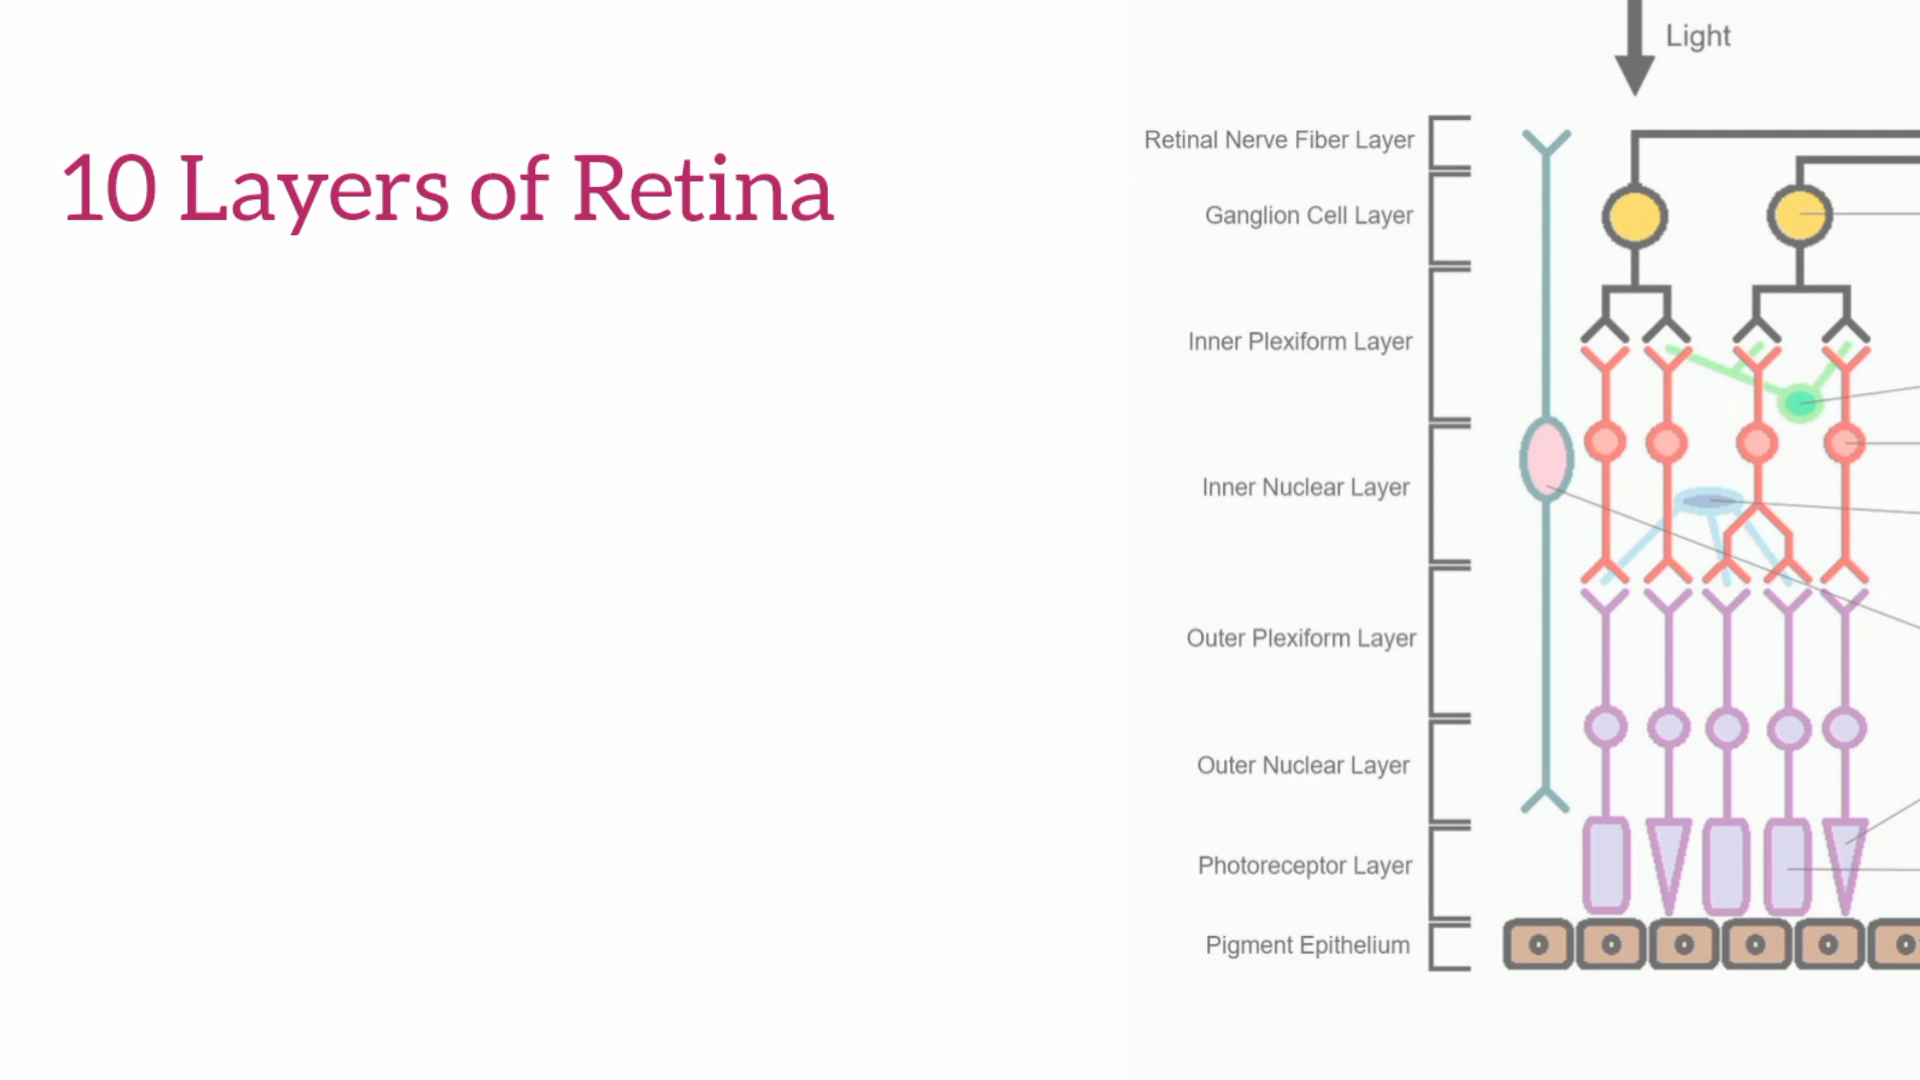 10 Layers of Retina
Light
Retinal Nerve Fiber Layer
Ganglion Cell Layer
Inner Plexiform Layer
Inner Nuclear Layer
Outer Plexiform Layer
Outer Nuclear Layer
Photoreceptor Layer
Pigment Epithelium